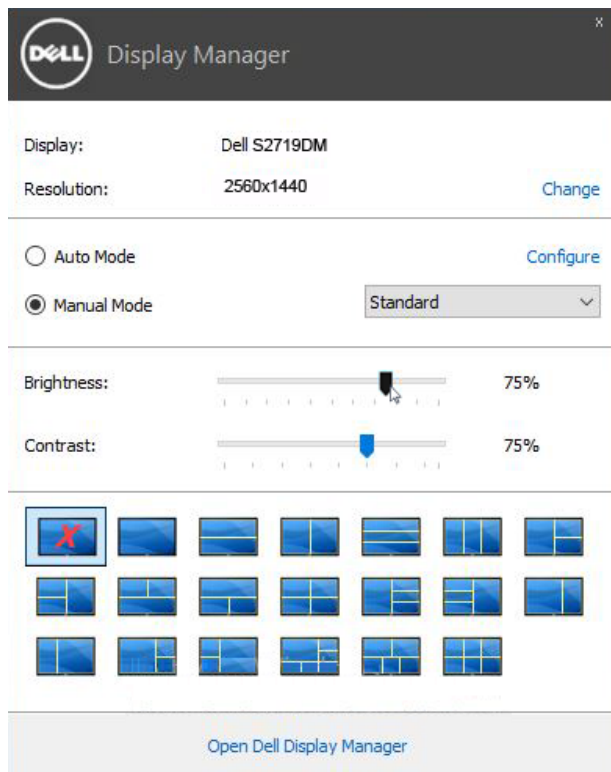 DELL Display Manager
x
Display: Dell S2719DM
Resolution: 2560x1440 Change
Auto Mode Configure
Manual Mode Standard
Brightness: 75%
Contrast: 75%
X
Open Dell Display Manager